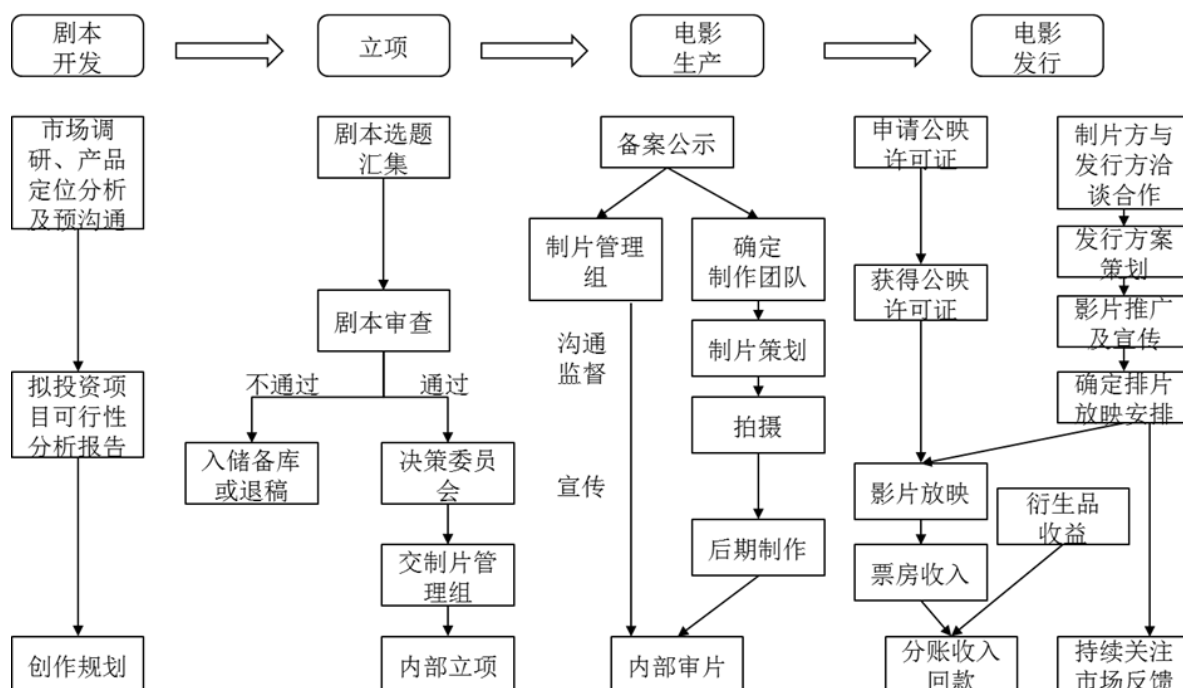 剧本
开发
立项
电影
生产
电影
发行
市场调
研、产品
定位分析
及预沟通
拟投资项
目可行性
分析报告
创作规划
剧本选题
汇集
剧本审查
不通过
通过
入储备库
或退稿
决策委员
会
交制片管
理组
内部立项
备案公示
制片管理
组
确定
制作团队
沟通
监督
制片策划
拍摄
宣传
后期制作
内部审片
申请公映
许可证
获得公映
许可证
影片放映
票房收入
衍生品
收益
分账收入
回款
制片方与
发行方洽
谈合作
发行方案
策划
影片推广
及宣传
确定排片
放映安排
持续关注
市场反馈